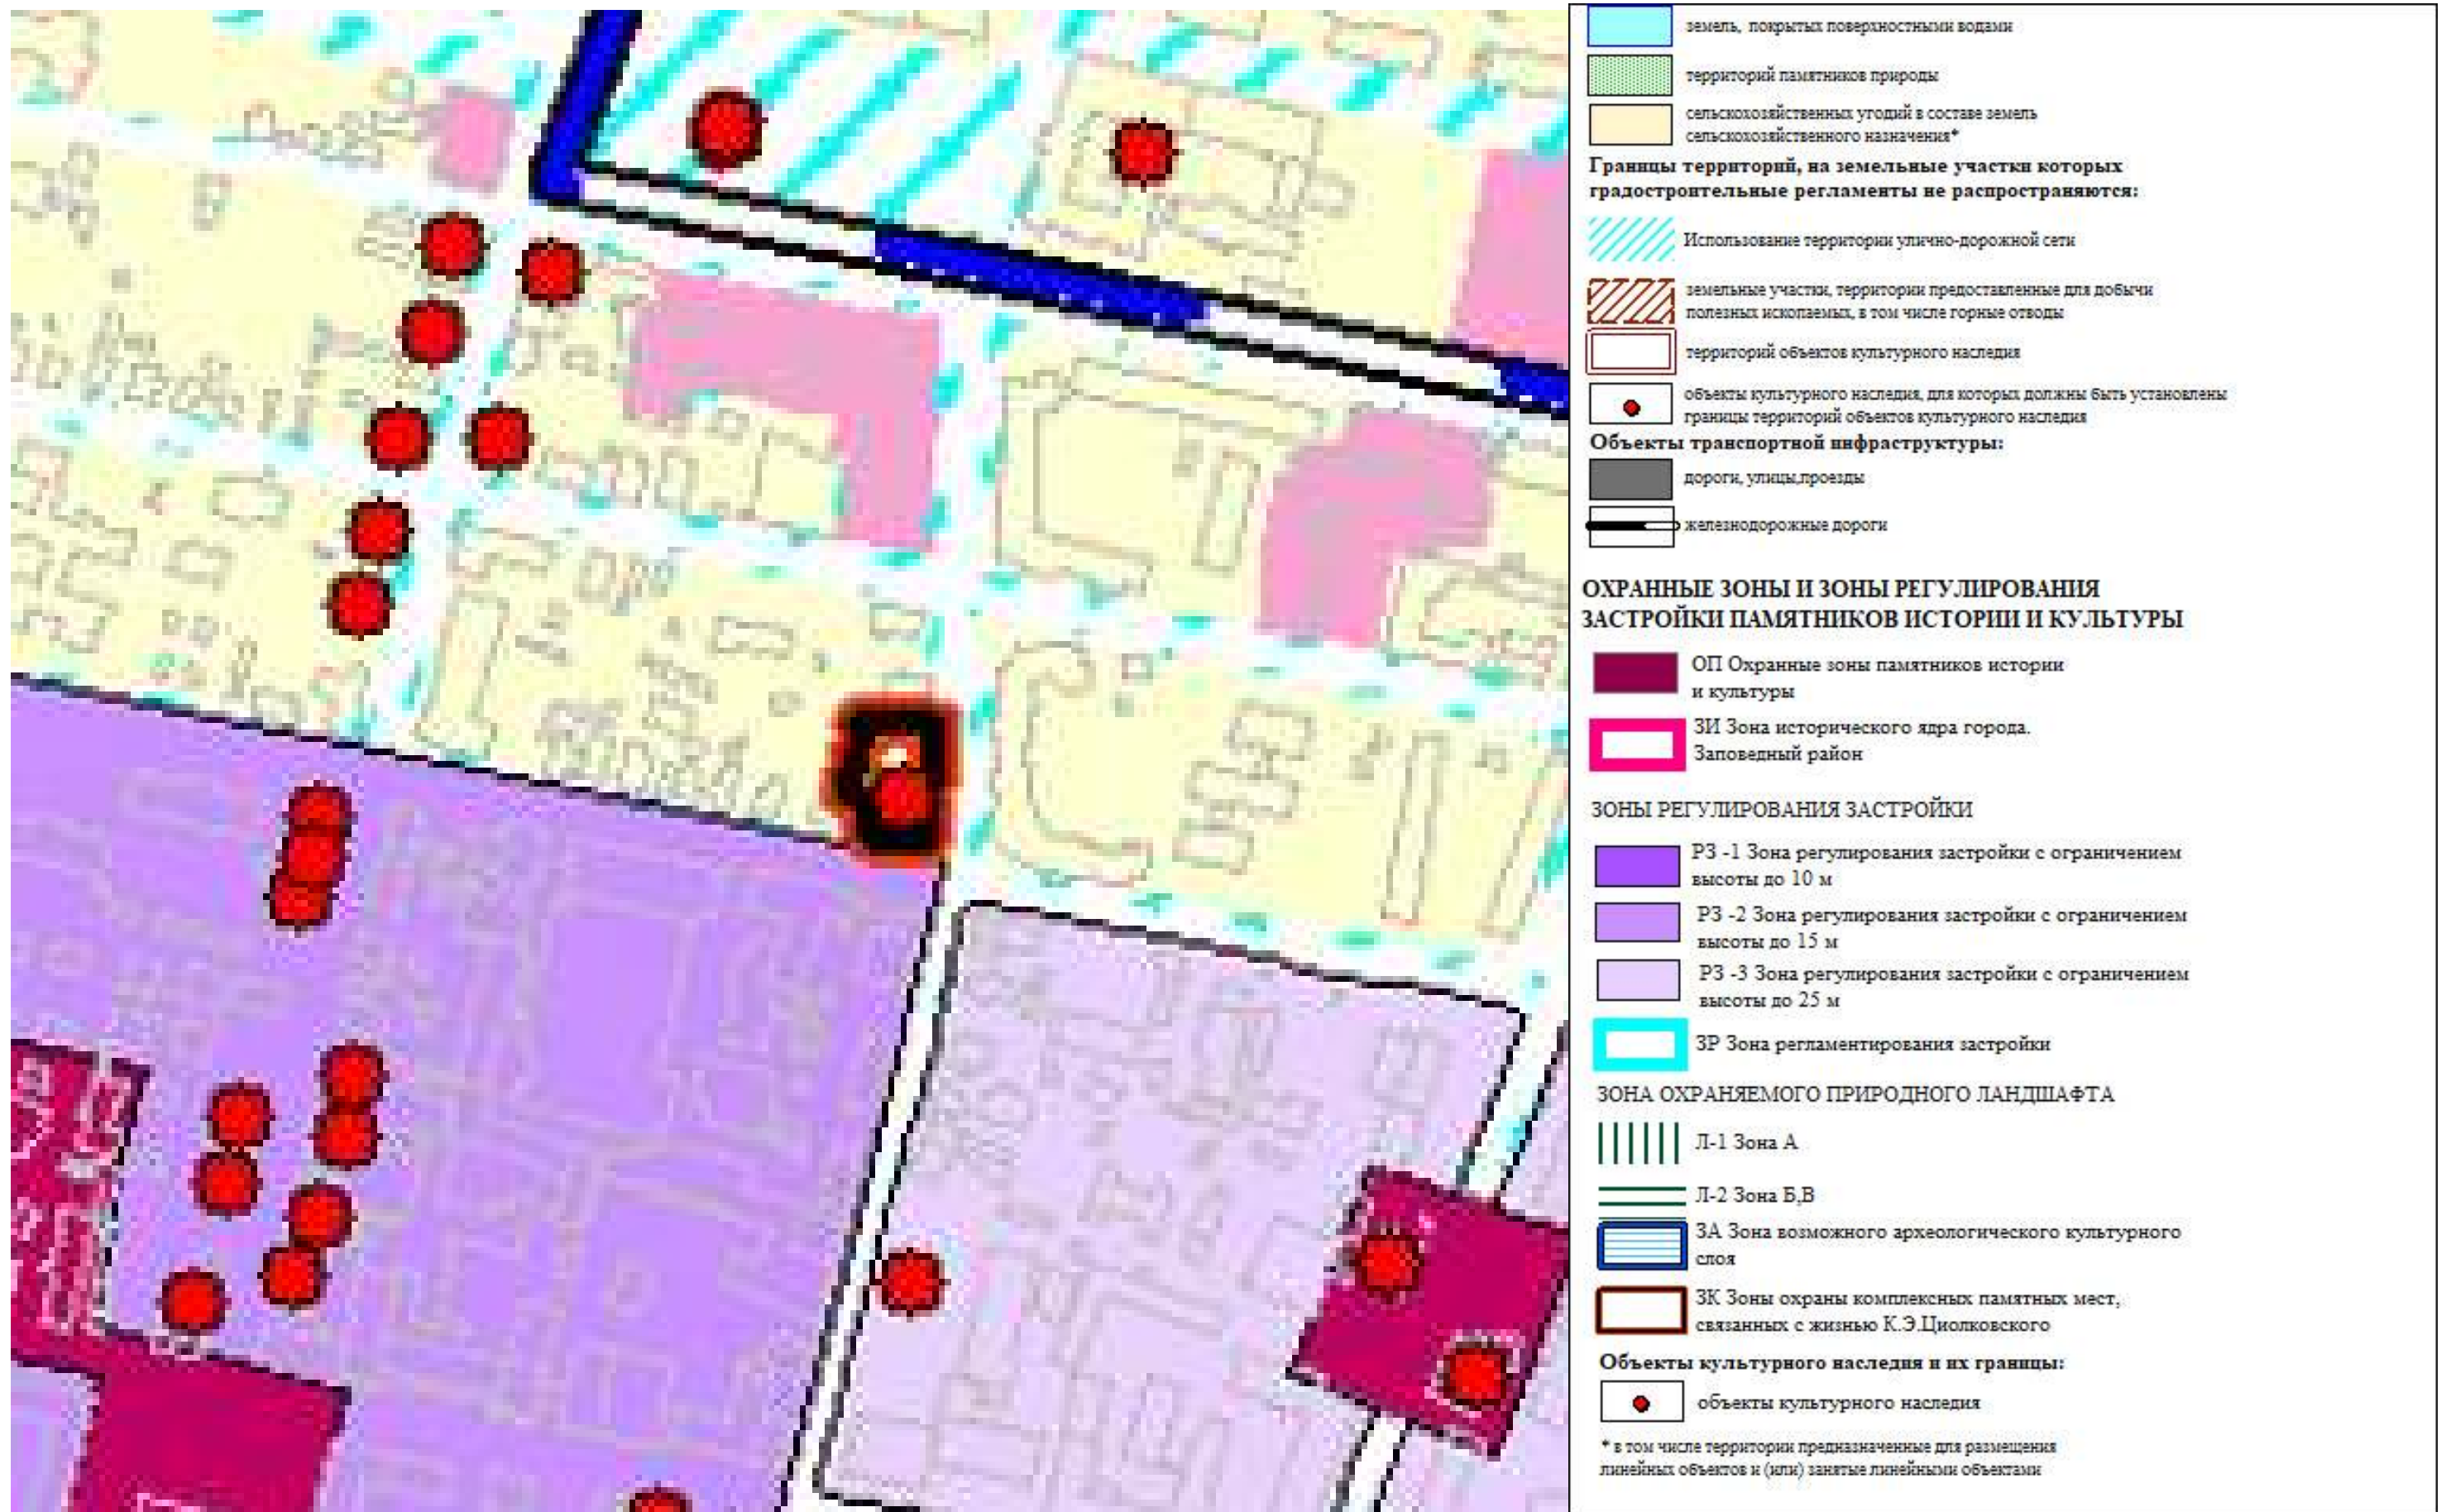 земель, покрытых поверхностными водами
территорий памятников природы
сельскохозяйственных угодий в составе земель
сельскохозяйственного назначения*
Границы территорий, на земельные участки которых
градостроительные регламенты не распространяются:
Использование территории улично-дорожной сети
земельные участки, территории предоставленные для добычи
полезных ископаемых, в том числе горные отводы
территорий объектов культурного наследия
объекты культурного наследия, для которых должны быть установлены
границы территорий объектов культурного наследия
Объекты транспортной инфраструктуры:
дороги, улицы,проезды
железнодорожные дороги
ОХРАННЫЕ ЗОНЫ И ЗОНЫ РЕГУЛИРОВАНИЯ
ЗАСТРОЙКИ ПАМЯТНИКОВ ИСТОРИИ И КУЛЬТУРЫ
ОП Охранные зоны памятников истории
и культуры
ЗИ Зона исторического ядра города.
Заповедный район
ЗОНЫ РЕГУЛИРОВАНИЯ ЗАСТРОЙКИ
РЗ -1 Зона регулирования застройки с ограничением
высоты до 10 м
РЗ -2 Зона регулирования застройки с ограничением
высоты до 15 м
РЗ -3 Зона регулирования застройки с ограничением
высоты до 25 м
ЗР Зона регламентирования застройки
ЗОНА ОХРАНЯЕМОГО ПРИРОДНОГО ЛАНДШАФТА
Л-1 Зона А
Л-2 Зона Б,В
ЗА Зона возможного археологического культурного
слоя
ЗК Зоны охраны комплексных памятных мест,
связанных с жизнью К.Э.Циолковского
Объекты культурного наследия и их границы:
объекты культурного наследия
* в том числе территории предназначенные для размещения
линейных объектов и (или) занятые линейными объектами